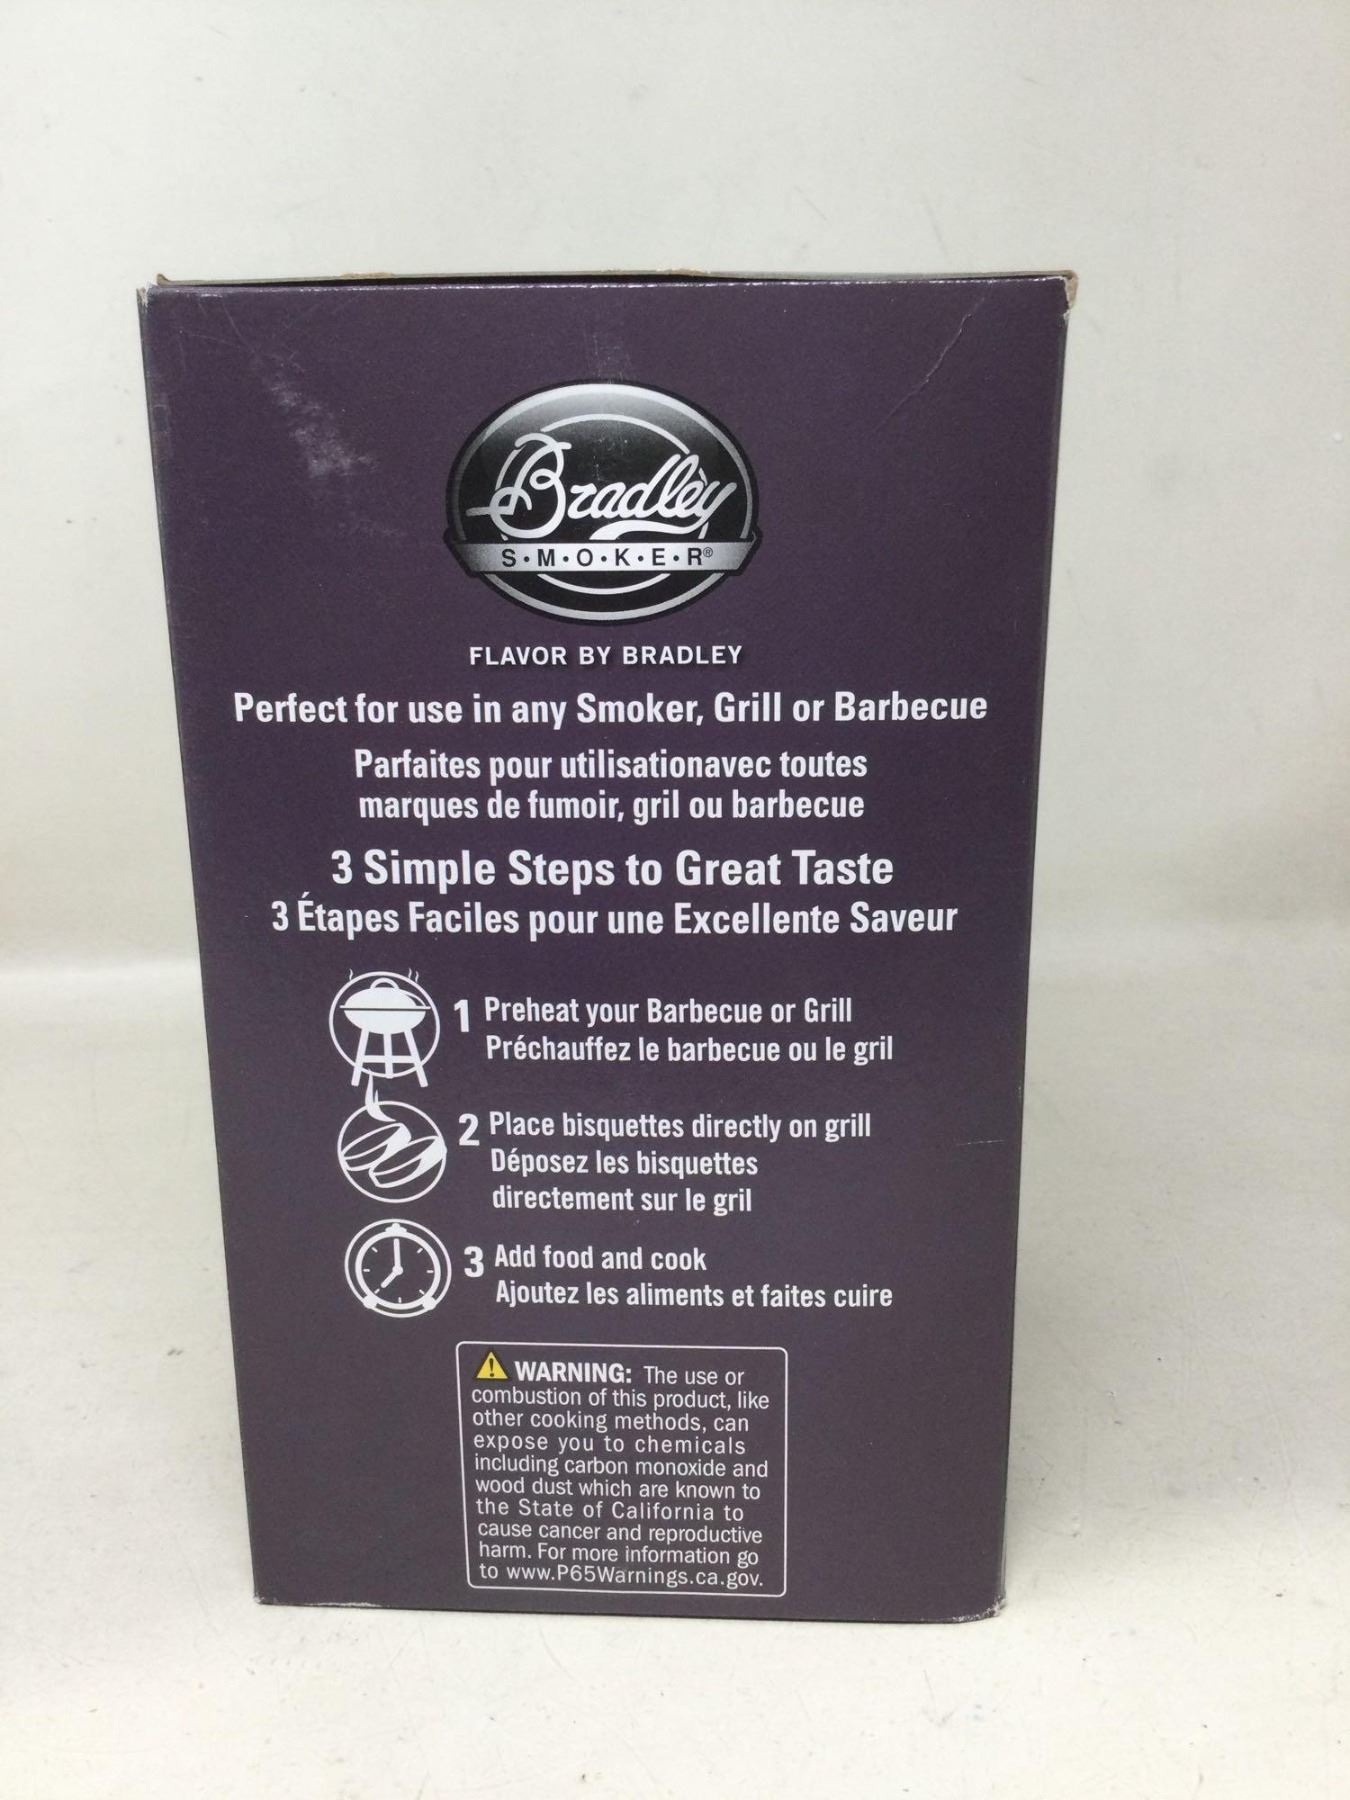 Bradley
S·M·O·K·E·R®
FLAVOR BY BRADLEY
Perfect for use in any Smoker, Grill or Barbecue
Parfaites pour utilisationavec toutes
marques de fumoir, gril ou barbecue
3 Simple Steps to Great Taste
3 Étapes Faciles pour une Excellente Saveur
1 Preheat your Barbecue or Grill
Préchauffez le barbecue ou le gril
2 Place bisquettes directly on grill
Déposez les bisquettes
directement sur le gril
3 Add food and cook
Ajoutez les aliments et faites cuire
WARNING: The use or
combustion of this product, like
other cooking methods, can
expose you to chemicals
including carbon monoxide and
wood dust which are known to
the State of California to
cause cancer and reproductive
harm. For more information go
to www.P65Warnings.ca.gov.